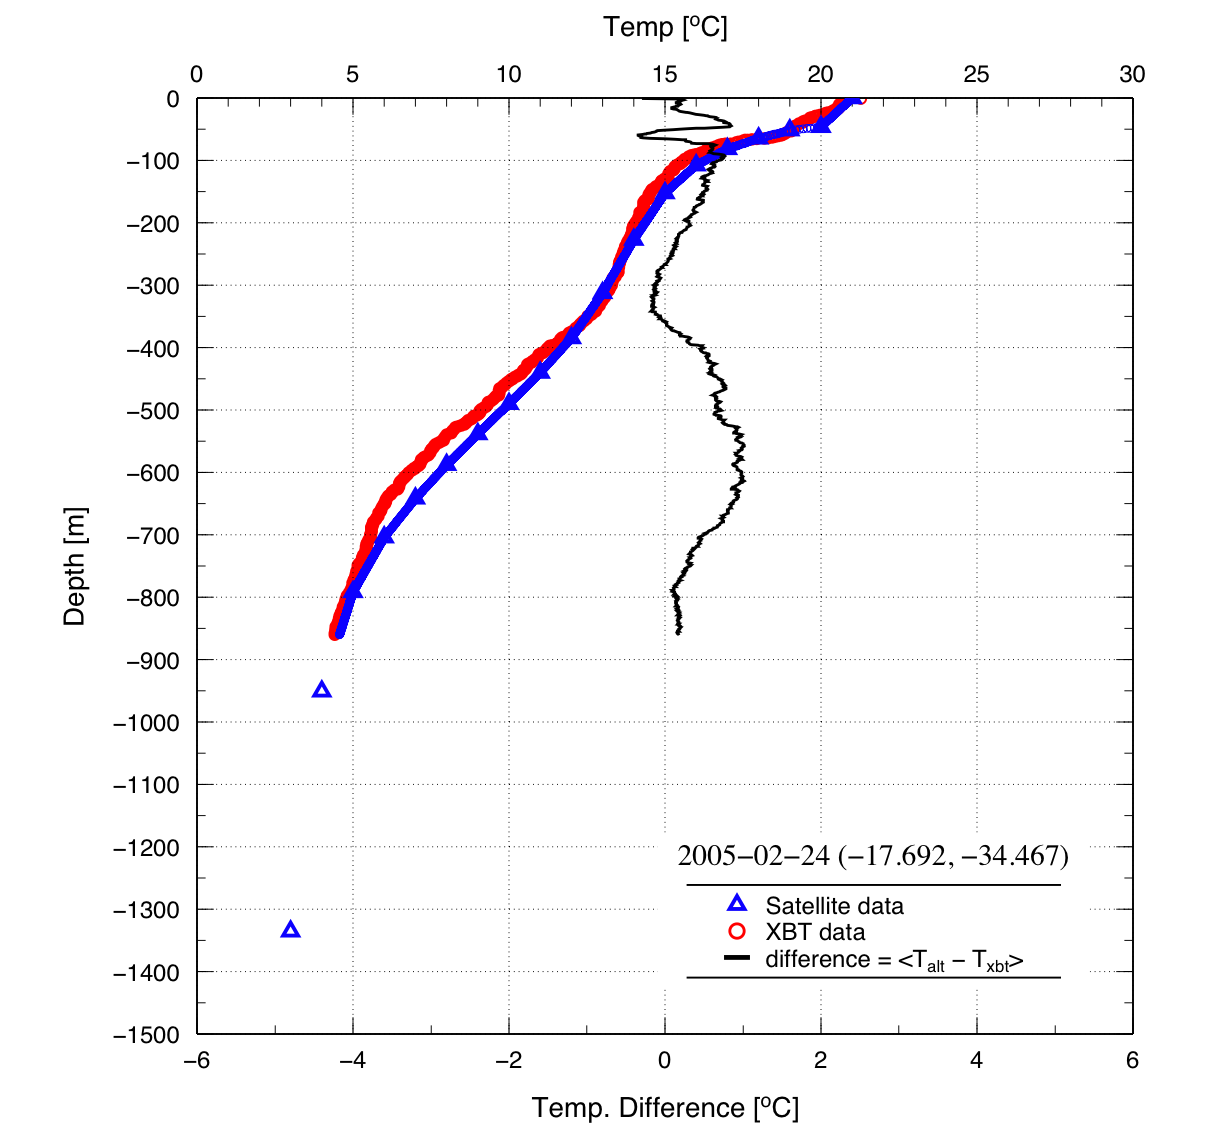 Temp [ºC]
0 5 10 15 20 25 30
0
−100
−200
−300
−400
−500
−600
−700
−800
−900
−1000
−1100
−1200
−1300
−1400
−1500
Depth [m]
2005−02−24 (−17.692, −34.467)
Satellite data
XBT data
difference = <Talt − Txbt>
−6 −4 −2 0 2 4 6
Temp. Difference [ºC]